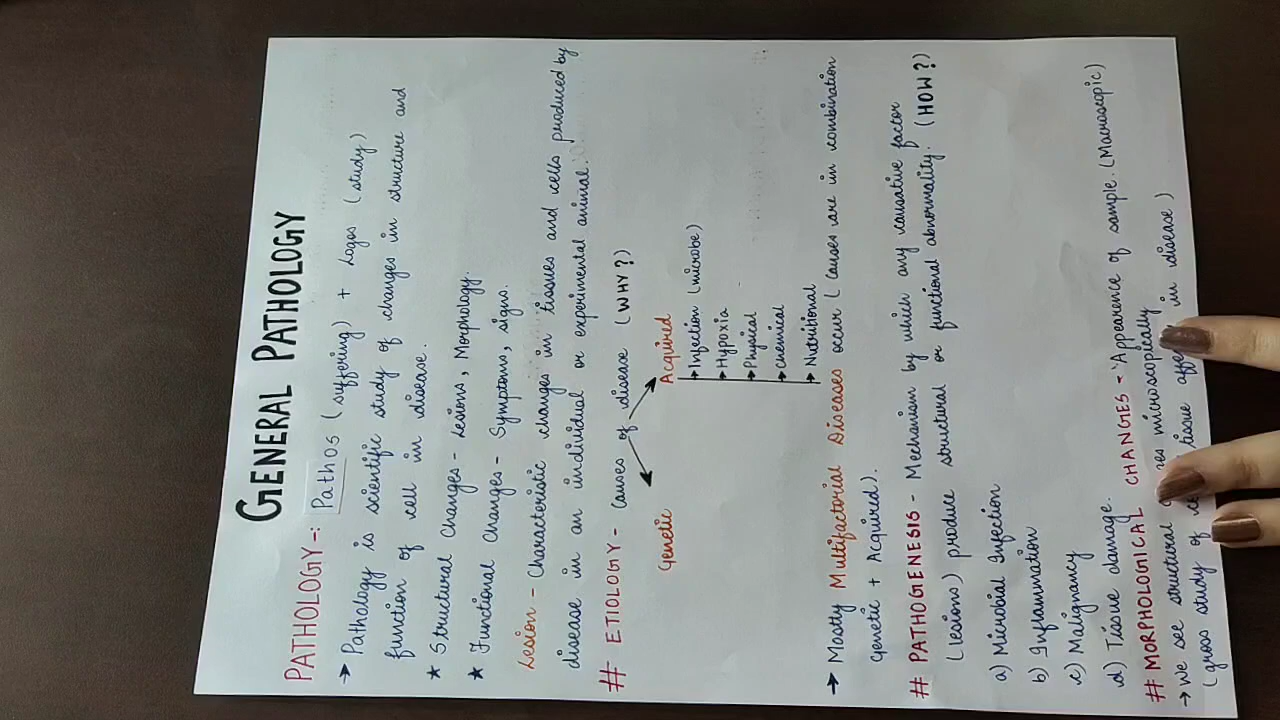 GENERAL PATHOLOGY
PATHOLOGY -: Pathos (suffering) + Logos (study)
→ Pathology is scientific study of changes in structure and
function of cell in disease.
★ Structural Changes - Lesions, Morphology.
★ Functional Changes - Symptoms, signs.
Lesion - Characteristic changes in tissues and cells produced by
disease in an individual or experimental animal.
# ETIOLOGY - Causes of disease (WHY?)
Genetic
Acquired
→ Infection (microbe)
→ Hypoxia
→ Physical
→ Chemical
→ Nutritional
→ Mostly Multifactorial Diseases occur (Causes are in combination
Genetic + Acquired).
# PATHOGENESIS - Mechanism by which any causative factor
(lesions) produce structural or functional abnormality. (HOW?)
a) Microbial Infection
b) Inflammation
c) Malignancy
d) Tissue damage.
# MORPHOLOGICAL CHANGES - "Apperence of sample. (Macroscopic)
→ We see structural microscopically
(gross study of tissue in disease)